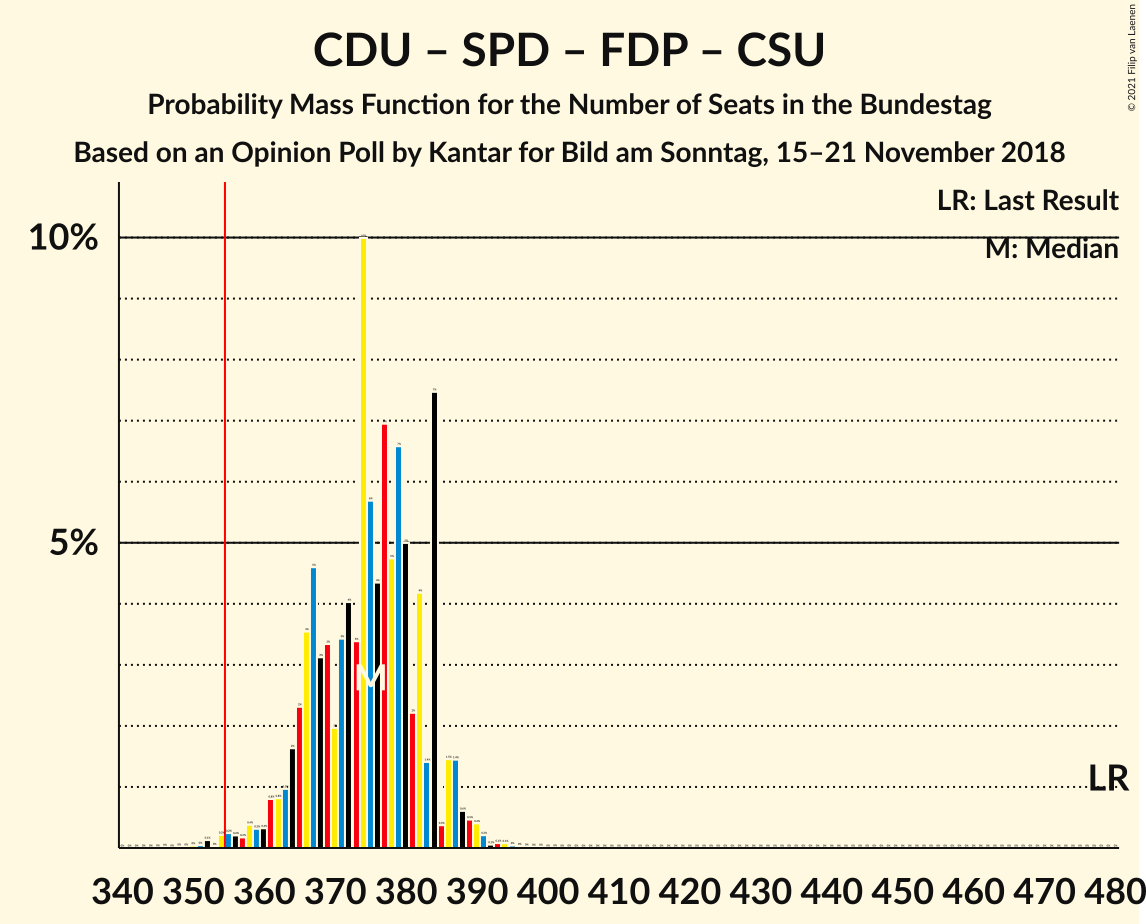 CDU – SPD – FDP – CSU
Probability Mass Function for the Number of Seats in the Bundestag
Based on an Opinion Poll by Kantar for Bild am Sonntag, 15–21 November 2018
© 2021 Filip van Laenen
LR: Last Result
M: Median
10%
5%
M
LR
340 350 360 370 380 390 400 410 420 430 440 450 460 470 480